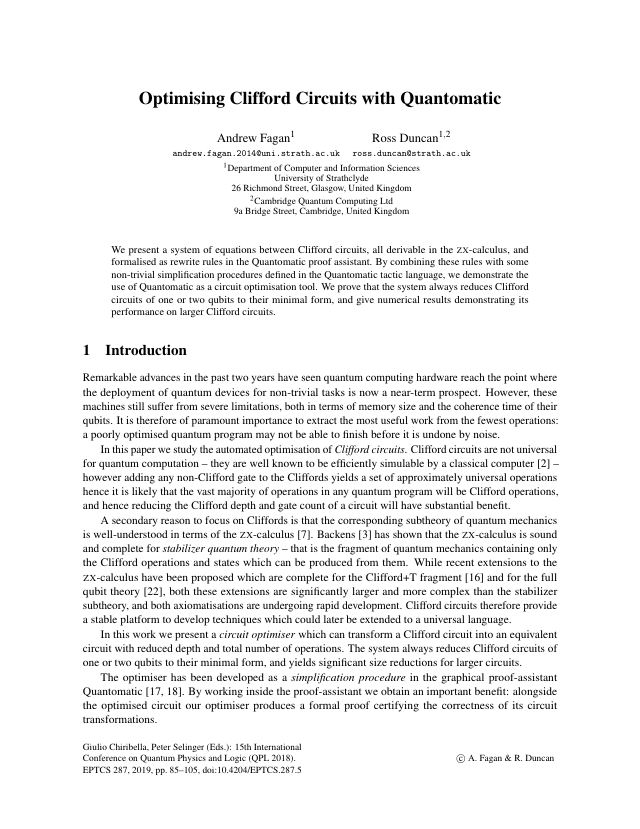 Optimising Clifford Circuits with Quantomatic
Andrew Fagan1 Ross Duncan1,2
andrew.fagan.2014@uni.strath.ac.uk ross.duncan@strath.ac.uk
1Department of Computer and Information Sciences
University of Strathclyde
26 Richmond Street, Glasgow, United Kingdom
2Cambridge Quantum Computing Ltd
9a Bridge Street, Cambridge, United Kingdom
We present a system of equations between Clifford circuits, all derivable in the ZX-calculus, and
formalised as rewrite rules in the Quantomatic proof assistant. By combining these rules with some
non-trivial simplification procedures defined in the Quantomatic tactic language, we demonstrate the
use of Quantomatic as a circuit optimisation tool. We prove that the system always reduces Clifford
circuits of one or two qubits to their minimal form, and give numerical results demonstrating its
performance on larger Clifford circuits.
1 Introduction
Remarkable advances in the past two years have seen quantum computing hardware reach the point where
the deployment of quantum devices for non-trivial tasks is now a near-term prospect. However, these
machines still suffer from severe limitations, both in terms of memory size and the coherence time of their
qubits. It is therefore of paramount importance to extract the most useful work from the fewest operations:
a poorly optimised quantum program may not be able to finish before it is undone by noise.
In this paper we study the automated optimisation of Clifford circuits. Clifford circuits are not universal
for quantum computation – they are well known to be efficiently simulable by a classical computer [2] –
however adding any non-Clifford gate to the Cliffords yields a set of approximately universal operations
hence it is likely that the vast majority of operations in any quantum program will be Clifford operations,
and hence reducing the Clifford depth and gate count of a circuit will have substantial benefit.
A secondary reason to focus on Cliffords is that the corresponding subtheory of quantum mechanics
is well-understood in terms of the ZX-calculus [7]. Backens [3] has shown that the ZX-calculus is sound
and complete for stabilizer quantum theory – that is the fragment of quantum mechanics containing only
the Clifford operations and states which can be produced from them. While recent extensions to the
ZX-calculus have been proposed which are complete for the Clifford+T fragment [16] and for the full
qubit theory [22], both these extensions are significantly larger and more complex than the stabilizer
subtheory, and both axiomatisations are undergoing rapid development. Clifford circuits therefore provide
a stable platform to develop techniques which could later be extended to a universal language.
In this work we present a circuit optimiser which can transform a Clifford circuit into an equivalent
circuit with reduced depth and total number of operations. The system always reduces Clifford circuits of
one or two qubits to their minimal form, and yields significant size reductions for larger circuits.
The optimiser has been developed as a simplification procedure in the graphical proof-assistant
Quantomatic [17, 18]. By working inside the proof-assistant we obtain an important benefit: alongside
the optimised circuit our optimiser produces a formal proof certifying the correctness of its circuit
transformations.
Giulio Chiribella, Peter Selinger (Eds.): 15th International
Conference on Quantum Physics and Logic (QPL 2018).
EPTCS 287, 2019, pp. 85–105, doi:10.4204/EPTCS.287.5
© A. Fagan & R. Duncan